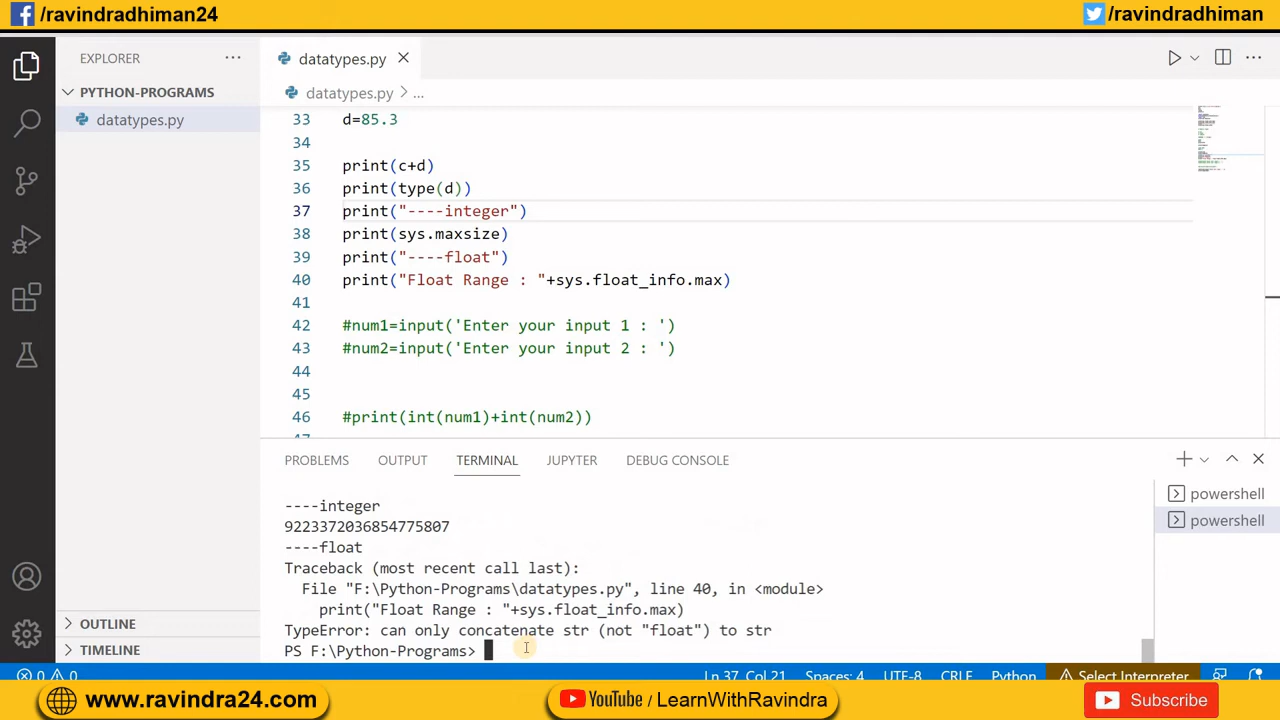 /ravindradhiman24
/ravindradhiman
EXPLORER
datatypes.py
PYTHON-PROGRAMS
datatypes.py > ...
datatypes.py
33 d=85.3
34
35 print(c+d)
36 print(type(d))
37 print("----integer")
38 print(sys.maxsize)
39 print("----float")
40 print("Float Range : "+sys.float_info.max)
41
42 #num1=input('Enter your input 1 : ')
43 #num2=input('Enter your input 2 : ')
44
45
46 #print(int(num1)+int(num2))
47
PROBLEMS OUTPUT TERMINAL JUPYTER DEBUG CONSOLE
powershell
powershell
----integer
9223372036854775807
----float
Traceback (most recent call last):
File "F:\Python-Programs\datatypes.py", line 40, in <module>
print("Float Range : "+sys.float_info.max)
TypeError: can only concatenate str (not "float") to str
PS F:\Python-Programs>
OUTLINE
TIMELINE
0 0 Ln 37, Col 21 Spaces: 4 UTF-8 CRLF Python Select Interpreter
www.ravindra24.com
YouTube / LearnWithRavindra
Subscribe